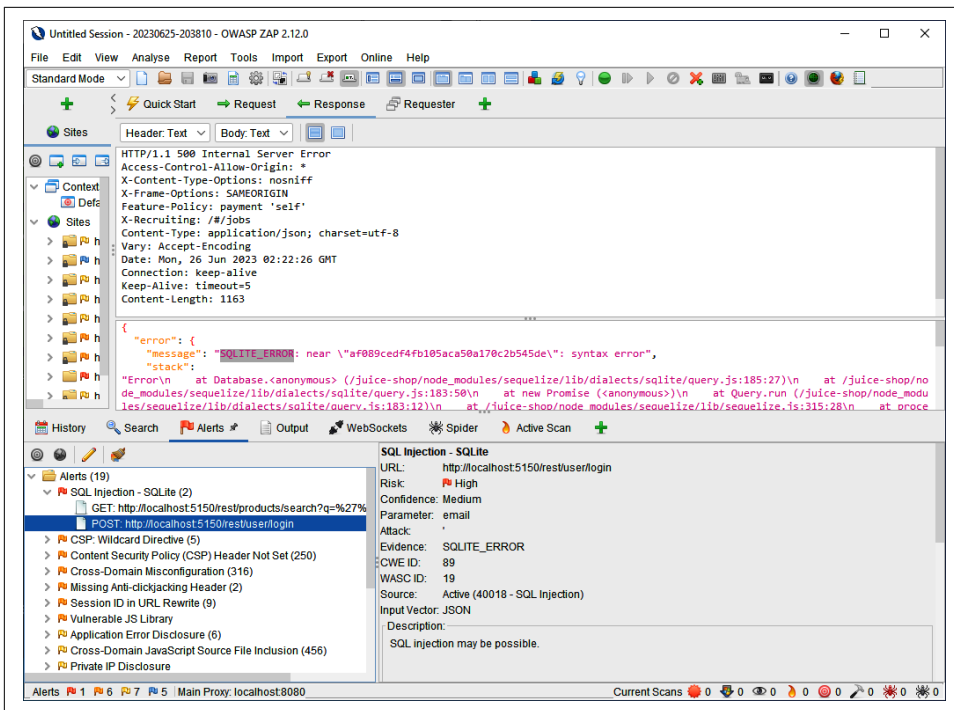 Untitled Session - 20230625-203810 - OWASP ZAP 2.12.0
File Edit View Analyse Report Tools Import Export Online Help
Standard Mode
Quick Start Request Response Requester
Sites
Header: Text Body: Text
HTTP/1.1 500 Internal Server Error
Access-Control-Allow-Origin: *
X-Content-Type-Options: nosniff
X-Frame-Options: SAMEORIGIN
Feature-Policy: payment 'self'
X-Recruiting: /#/jobs
Content-Type: application/json; charset=utf-8
Vary: Accept-Encoding
Date: Mon, 26 Jun 2023 02:22:26 GMT
Connection: keep-alive
Keep-Alive: timeout=5
Content-Length: 1163
Context
Defa
Sites
h
h
h
h
h
h
h
h
h
{
"error": {
"message": "SQLITE_ERROR: near \"af089cedf4fb105aca50a170c2b545de\": syntax error",
"stack":
"Error\n    at Database.<anonymous> (/juice-shop/node_modules/sequelize/lib/dialects/sqlite/query.js:185:27)\n    at /juice-shop/no
de_modules/sequelize/lib/dialects/sqlite/query.js:183:50\n    at new Promise (<anonymous>)\n    at Query.run (/juice-shop/node_modu
les/sequelize/lib/dialects/sqlite/query.js:183:12)\n    at /juice-shop/node_modules/sequelize/lib/sequelize.js:315:28\n    at proce
History Search Alerts Output WebSockets Spider Active Scan
Alerts (19)
SQL Injection - SQLite (2)
GET: http://localhost:5150/rest/products/search?q=%27%
POST: http://localhost:5150/rest/user/login
CSP: Wildcard Directive (5)
Content Security Policy (CSP) Header Not Set (250)
Cross-Domain Misconfiguration (316)
Missing Anti-clickjacking Header (2)
Session ID in URL Rewrite (9)
Vulnerable JS Library
Application Error Disclosure (6)
Cross-Domain JavaScript Source File Inclusion (456)
Private IP Disclosure
SQL Injection - SQLite
URL: http://localhost:5150/rest/user/login
Risk: High
Confidence: Medium
Parameter: email
Attack: '
Evidence: SQLITE_ERROR
CWE ID: 89
WASC ID: 19
Source: Active (40018 - SQL Injection)
Input Vector: JSON
Description:
SQL injection may be possible.
Alerts 1 6 7 5 Main Proxy: localhost:8080 Current Scans 0 0 0 0 0 0 0 0